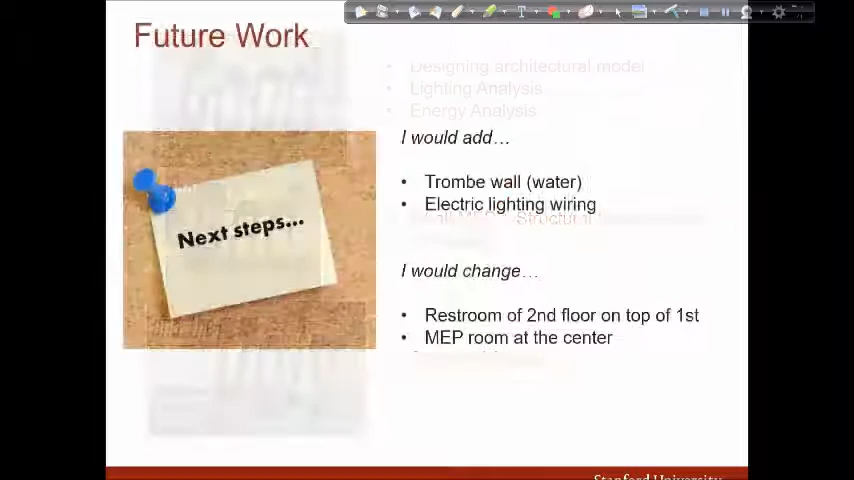 Future Work
Designing architectural model
Lighting Analysis
Energy Analysis
I would add…
• Trombe wall (water)
• Electric lighting wiring
Structural
Next steps...
I would change…
• Restroom of 2nd floor on top of 1st
• MEP room at the center
Stanford University